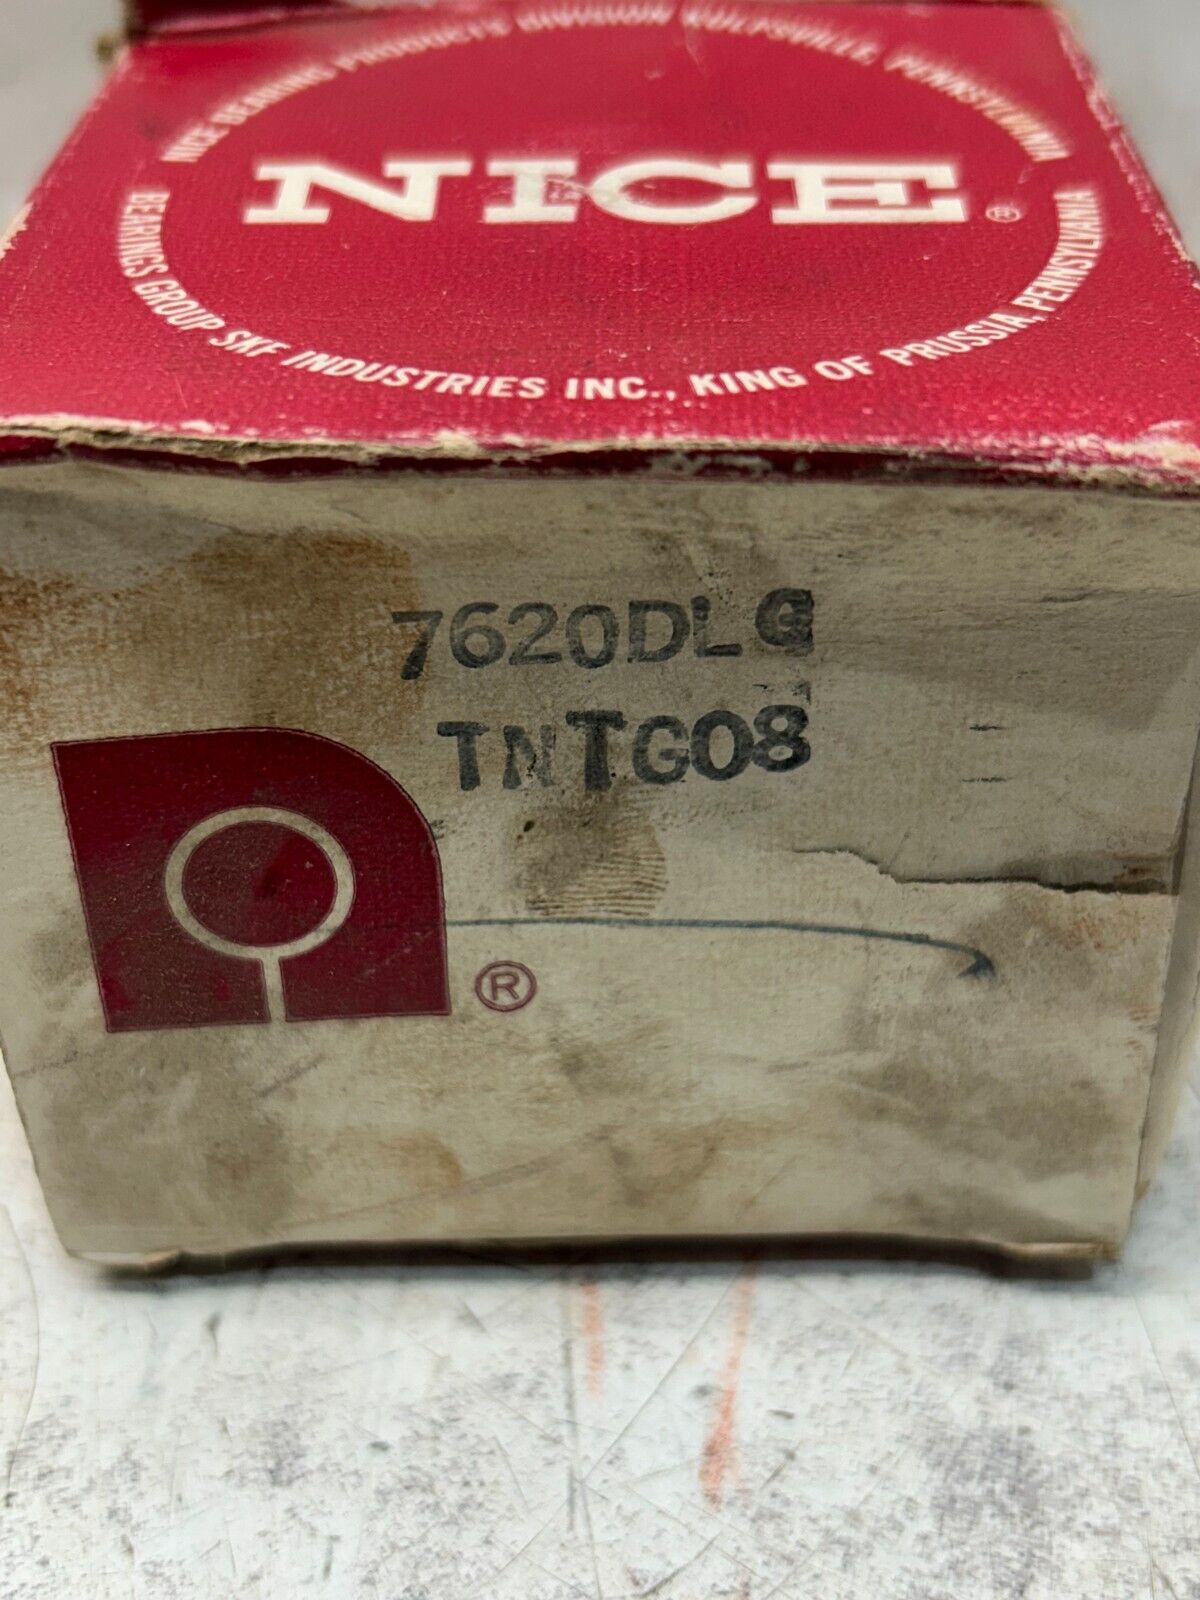 NICE BEARING PRODUCTS DIVISION KULPSVILLE, PENNSYLVANIA
NICE®
BEARINGS GROUP SKF INDUSTRIES INC., KING OF PRUSSIA, PENNSYLVANIA
7620DLG
TNTG08
®